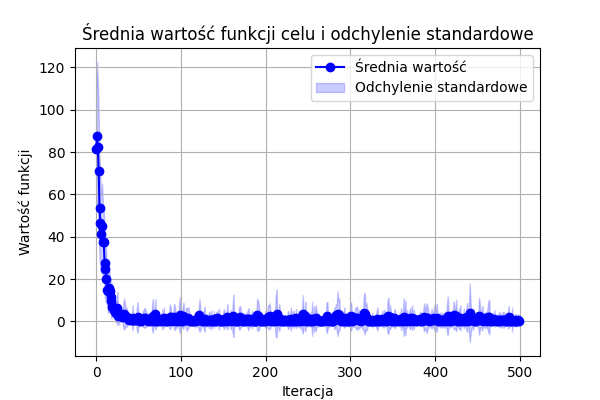 Średnia wartość funkcji celu i odchylenie standardowe
Średnia wartość
Odchylenie standardowe
Wartość funkcji
120
100
80
60
40
20
0
0 100 200 300 400 500
Iteracja